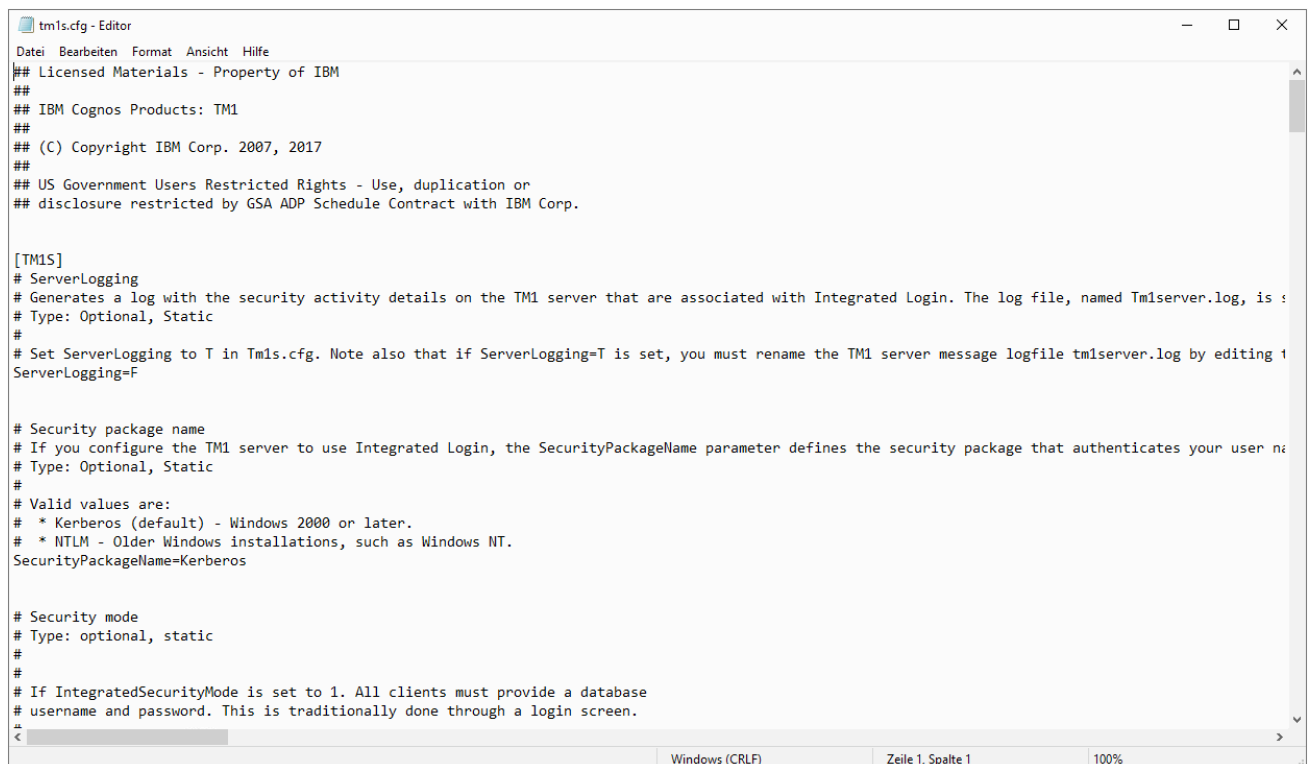 tm1s.cfg - Editor
Datei Bearbeiten Format Ansicht Hilfe
## Licensed Materials - Property of IBM
##
## IBM Cognos Products: TM1
##
## (C) Copyright IBM Corp. 2007, 2017
##
## US Government Users Restricted Rights - Use, duplication or
## disclosure restricted by GSA ADP Schedule Contract with IBM Corp.
[TM1S]
# ServerLogging
# Generates a log with the security activity details on the TM1 server that are associated with Integrated Login. The log file, named Tm1server.log, is
# Type: Optional, Static
#
# Set ServerLogging to T in Tm1s.cfg. Note also that if ServerLogging=T is set, you must rename the TM1 server message logfile tm1server.log by editing
ServerLogging=F
# Security package name
# If you configure the TM1 server to use Integrated Login, the SecurityPackageName parameter defines the security package that authenticates your user
# Type: Optional, Static
#
# Valid values are:
# * Kerberos (default) - Windows 2000 or later.
# * NTLM - Older Windows installations, such as Windows NT.
SecurityPackageName=Kerberos
# Security mode
# Type: optional, static
#
#
# If IntegratedSecurityMode is set to 1. All clients must provide a database
# username and password. This is traditionally done through a login screen.
Windows (CRLF) Zeile 1, Spalte 1 100%